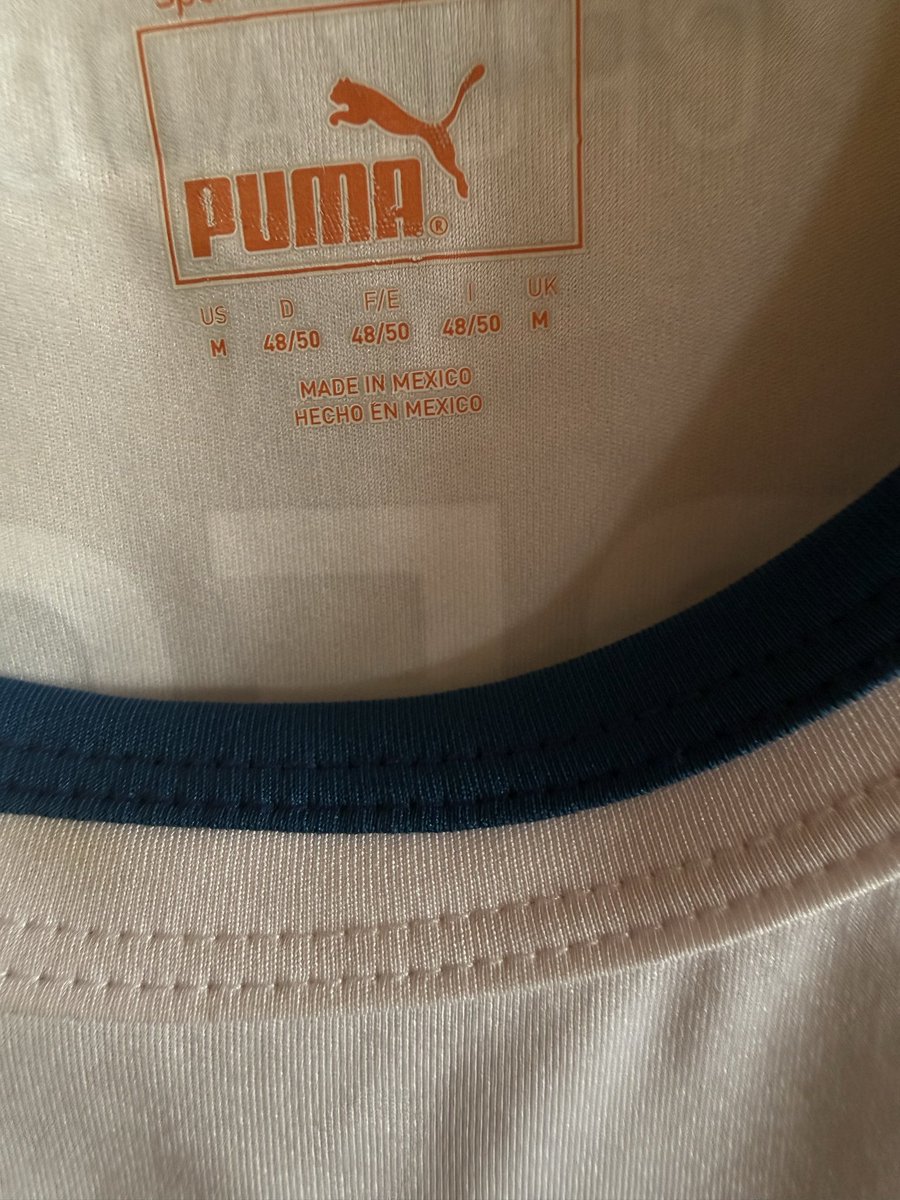 PUMA®
US D F/E I UK
M 48/50 48/50 48/50 M
MADE IN MEXICO
HECHO EN MEXICO